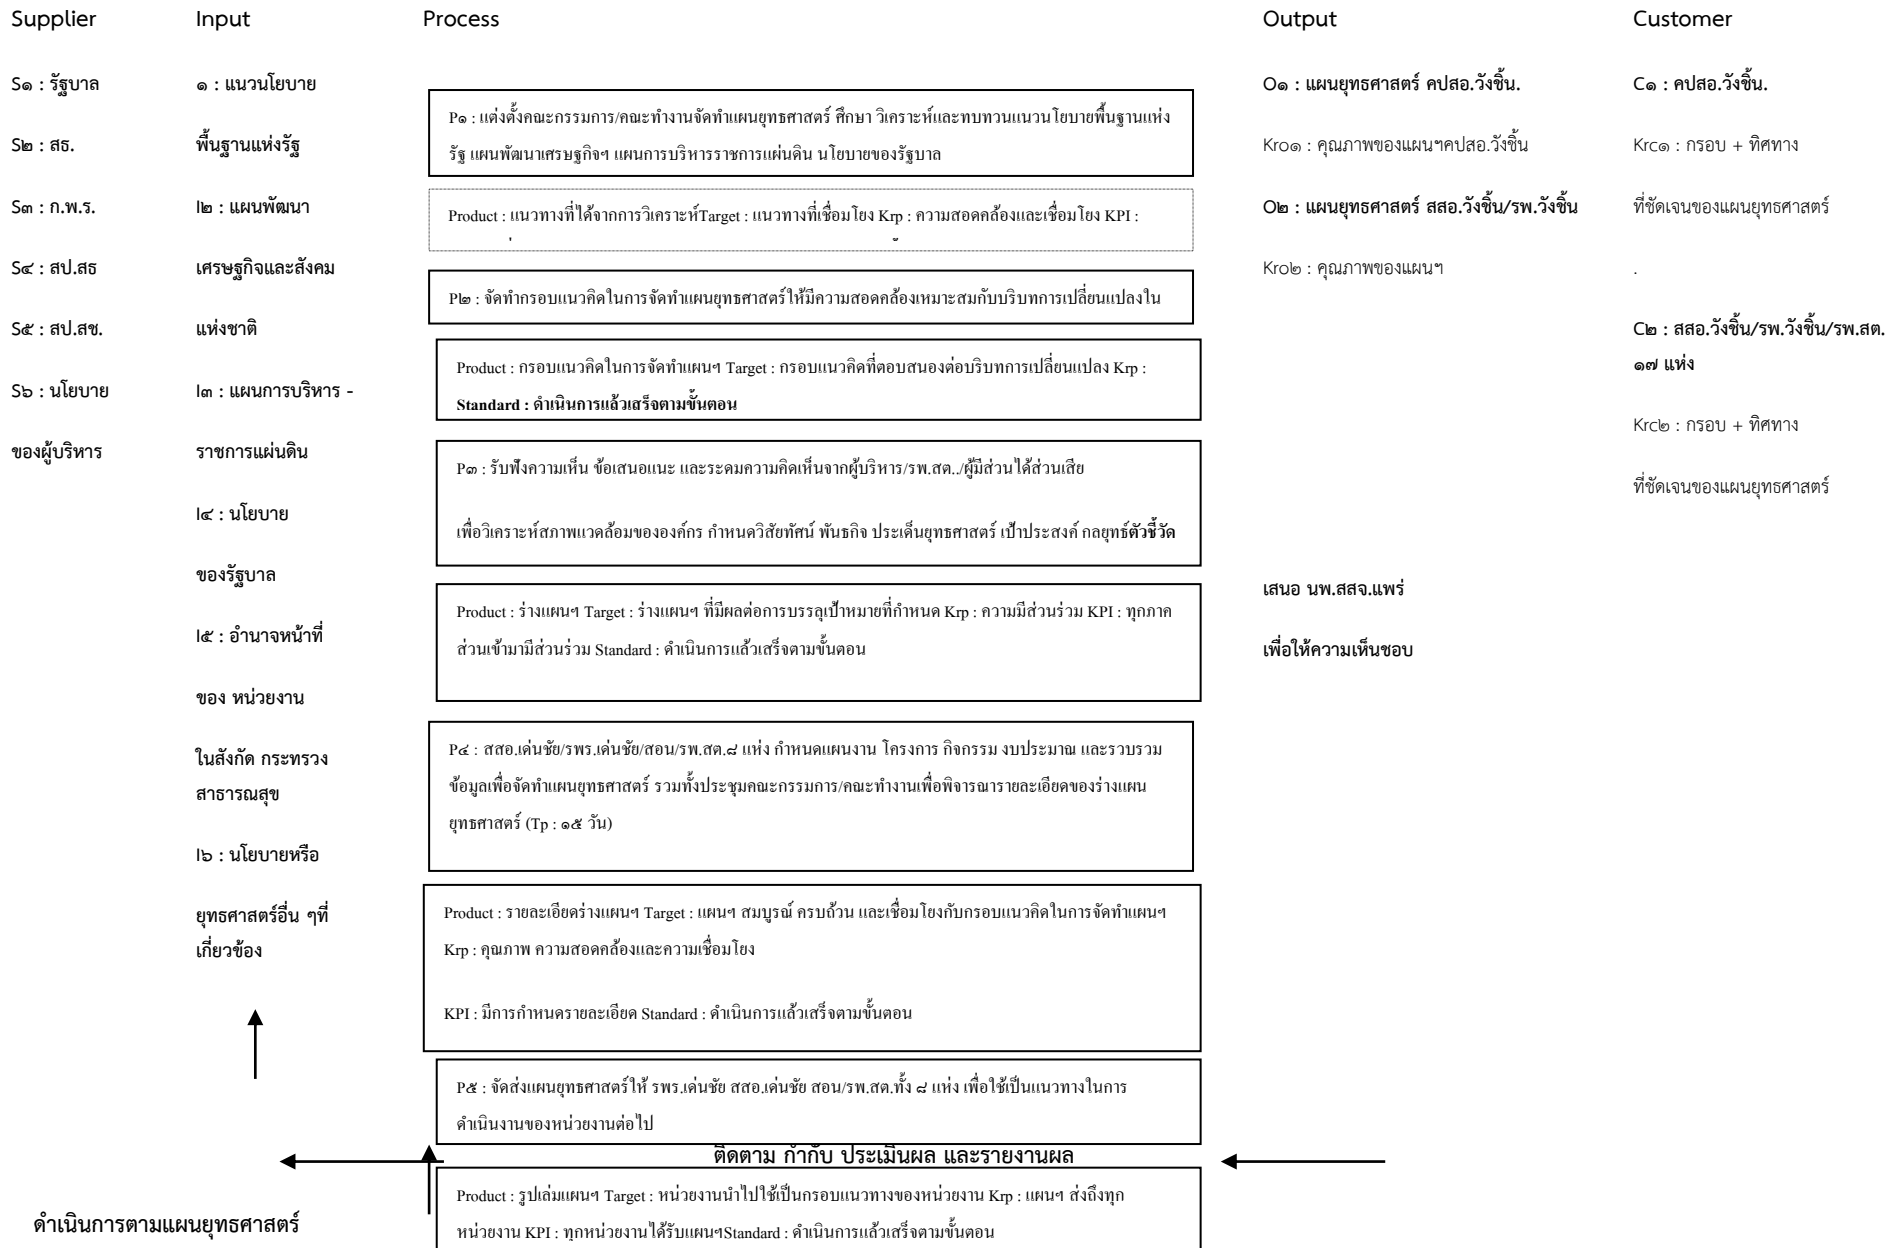 Supplier
Input
Process
Output
Customer
S๑ : รัฐบาล
S๒ : สธ.
S๓ : ก.พ.ร.
S๔ : สป.สธ
S๕ : สป.สช.
S๖ : นโยบาย
ของผู้บริหาร
๑ : แนวนโยบาย
พื้นฐานแห่งรัฐ
I๒ : แผนพัฒนา
เศรษฐกิจและสังคม
แห่งชาติ
I๓ : แผนการบริหาร -
ราชการแผ่นดิน
I๔ : นโยบาย
ของรัฐบาล
I๕ : อำนาจหน้าที่
ของ หน่วยงาน
ในสังกัด กระทรวง
สาธารณสุข
I๖ : นโยบายหรือ
ยุทธศาสตร์อื่น ๆที่
เกี่ยวข้อง
P๑ : แต่งตั้งคณะกรรมการ/คณะทำงานจัดทำแผนยุทธศาสตร์ ศึกษา วิเคราะห์และทบทวนแนวนโยบายพื้นฐานแห่ง
รัฐ แผนพัฒนาเศรษฐกิจฯ แผนการบริหารราชการแผ่นดิน นโยบายของรัฐบาล
Product : แนวทางที่ได้จากการวิเคราะห์Target : แนวทางที่เชื่อมโยง Krp : ความสอดคล้องและเชื่อมโยง KPI :
P๒ : จัดทำกรอบแนวคิดในการจัดทำแผนยุทธศาสตร์ให้มีความสอดคล้องเหมาะสมกับบริบทการเปลี่ยนแปลงใน
Product : กรอบแนวคิดในการจัดทำแผนฯ Target : กรอบแนวคิดที่ตอบสนองต่อบริบทการเปลี่ยนแปลง Krp :
Standard : ดำเนินการแล้วเสร็จตามขั้นตอน
P๓ : รับฟังความเห็น ข้อเสนอแนะ และระดมความคิดเห็นจากผู้บริหาร/รพ.สต../ผู้มีส่วนได้ส่วนเสีย
เพื่อวิเคราะห์สภาพแวดล้อมขององค์กร กำหนดวิสัยทัศน์ พันธกิจ ประเด็นยุทธศาสตร์ เป้าประสงค์ กลยุทธ์ตัวชี้วัด
Product : ร่างแผนฯ Target : ร่างแผนฯ ที่มีผลต่อการบรรลุเป้าหมายที่กำหนด Krp : ความมีส่วนร่วม KPI : ทุกภาค
ส่วนเข้ามามีส่วนร่วม Standard : ดำเนินการแล้วเสร็จตามขั้นตอน
P๔ : สสอ.เด่นชัย/รพร.เด่นชัย/สอน/รพ.สต.๘ แห่ง กำหนดแผนงาน โครงการ กิจกรรม งบประมาณ และรวบรวม
ข้อมูลเพื่อจัดทำแผนยุทธศาสตร์ รวมทั้งประชุมคณะกรรมการ/คณะทำงานเพื่อพิจารณารายละเอียดของร่างแผน
ยุทธศาสตร์ (Tp : ๑๕ วัน)
Product : รายละเอียดร่างแผนฯ Target : แผนฯ สมบูรณ์ ครบถ้วน และเชื่อมโยงกับกรอบแนวคิดในการจัดทำแผนฯ
Krp : คุณภาพ ความสอดคล้องและความเชื่อมโยง
KPI : มีการกำหนดรายละเอียด Standard : ดำเนินการแล้วเสร็จตามขั้นตอน
P๕ : จัดส่งแผนยุทธศาสตร์ให้ รพร.เด่นชัย สสอ.เด่นชัย สอน/รพ.สต.ทั้ง ๘ แห่ง เพื่อใช้เป็นแนวทางในการ
ดำเนินงานของหน่วยงานต่อไป
ติดตาม กำกับ ประเมินผล และรายงานผล
Product : รูปเล่มแผนฯ Target : หน่วยงานนำไปใช้เป็นกรอบแนวทางของหน่วยงาน Krp : แผนฯ ส่งถึงทุก
หน่วยงาน KPI : ทุกหน่วยงานได้รับแผนฯStandard : ดำเนินการแล้วเสร็จตามขั้นตอน
O๑ : แผนยุทธศาสตร์ คปสอ.วังชิ้น.
Kro๑ : คุณภาพของแผนฯคปสอ.วังชิ้น
O๒ : แผนยุทธศาสตร์ สสอ.วังชิ้น/รพ.วังชิ้น
Kro๒ : คุณภาพของแผนฯ
เสนอ นพ.สสจ.แพร่
เพื่อให้ความเห็นชอบ
C๑ : คปสอ.วังชิ้น.
Krc๑ : กรอบ + ทิศทาง
ที่ชัดเจนของแผนยุทธศาสตร์
.
C๒ : สสอ.วังชิ้น/รพ.วังชิ้น/รพ.สต.
๑๗ แห่ง
Krc๒ : กรอบ + ทิศทาง
ที่ชัดเจนของแผนยุทธศาสตร์
ดำเนินการตามแผนยุทธศาสตร์